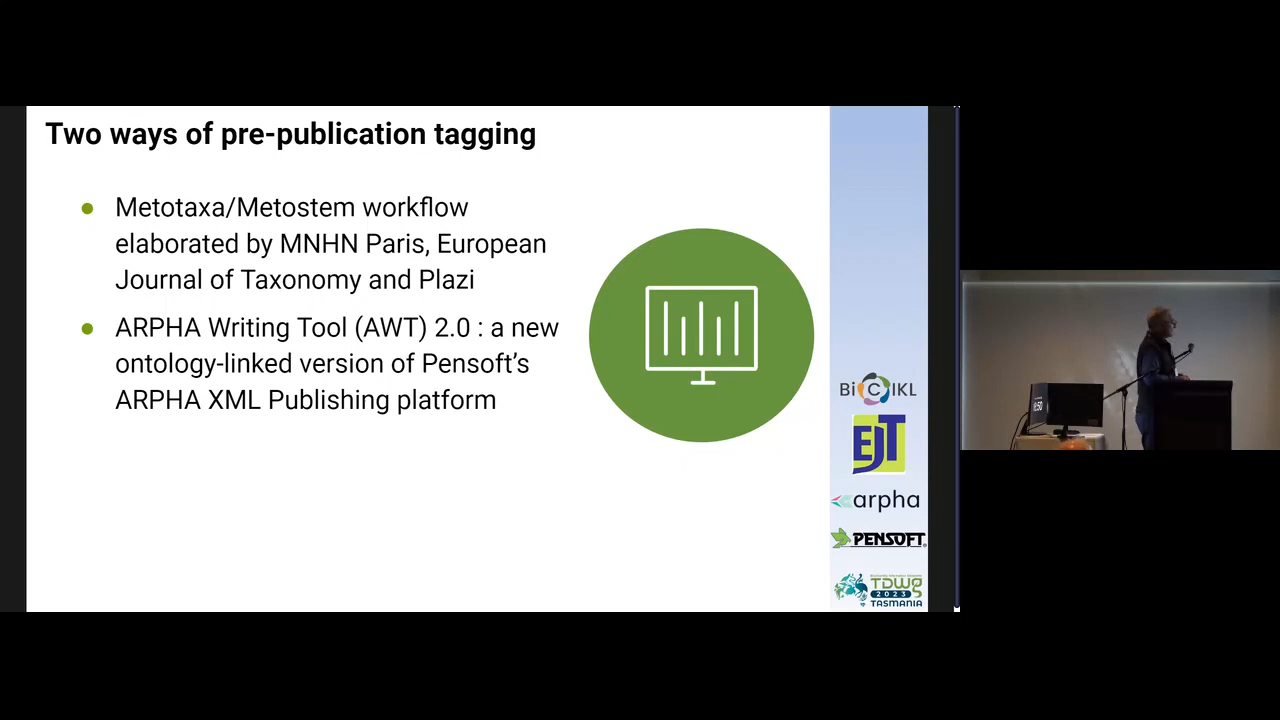 Two ways of pre-publication tagging
● Metotaxa/Metostem workflow
elaborated by MNHN Paris, European
Journal of Taxonomy and Plazi
● ARPHA Writing Tool (AWT) 2.0 : a new
ontology-linked version of Pensoft's
ARPHA XML Publishing platform
BiCIKL
EJT
arpha
PENSOFT
TDWG
2023
TASMANIA